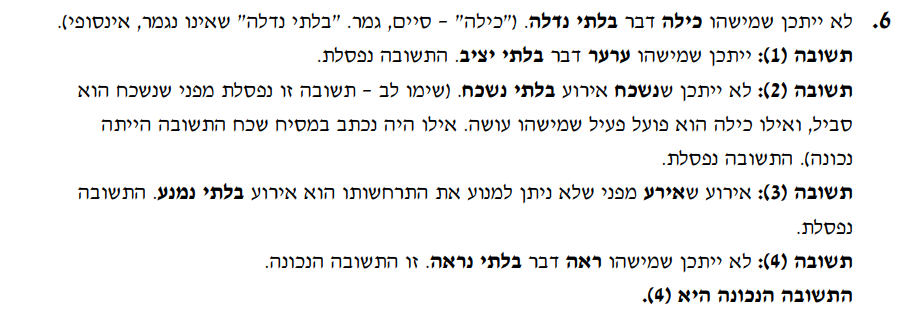 6. לא ייתכן שמישהו כילה דבר בלתי נדלה. ("כילה" – סיים, גמר. "בלתי נדלה" שאינו נגמר, אינסופי).
תשובה (1): ייתכן שמישהו ערער דבר בלתי יציב. התשובה נפסלת.
תשובה (2): לא ייתכן שנשכח אירוע בלתי נשכח. (שימו לב – תשובה זו נפסלת מפני שנשכח הוא
סביל, ואילו כילה הוא פועל פעיל שמישהו עושה. אילו היה נכתב במסיח שכח התשובה הייתה
נכונה). התשובה נפסלת.
תשובה (3): אירוע שאירע מפני שלא ניתן למנוע את התרחשותו הוא אירוע בלתי נמנע. התשובה
נפסלת.
תשובה (4): לא ייתכן שמישהו ראה דבר בלתי נראה. זו התשובה הנכונה.
התשובה הנכונה היא (4).